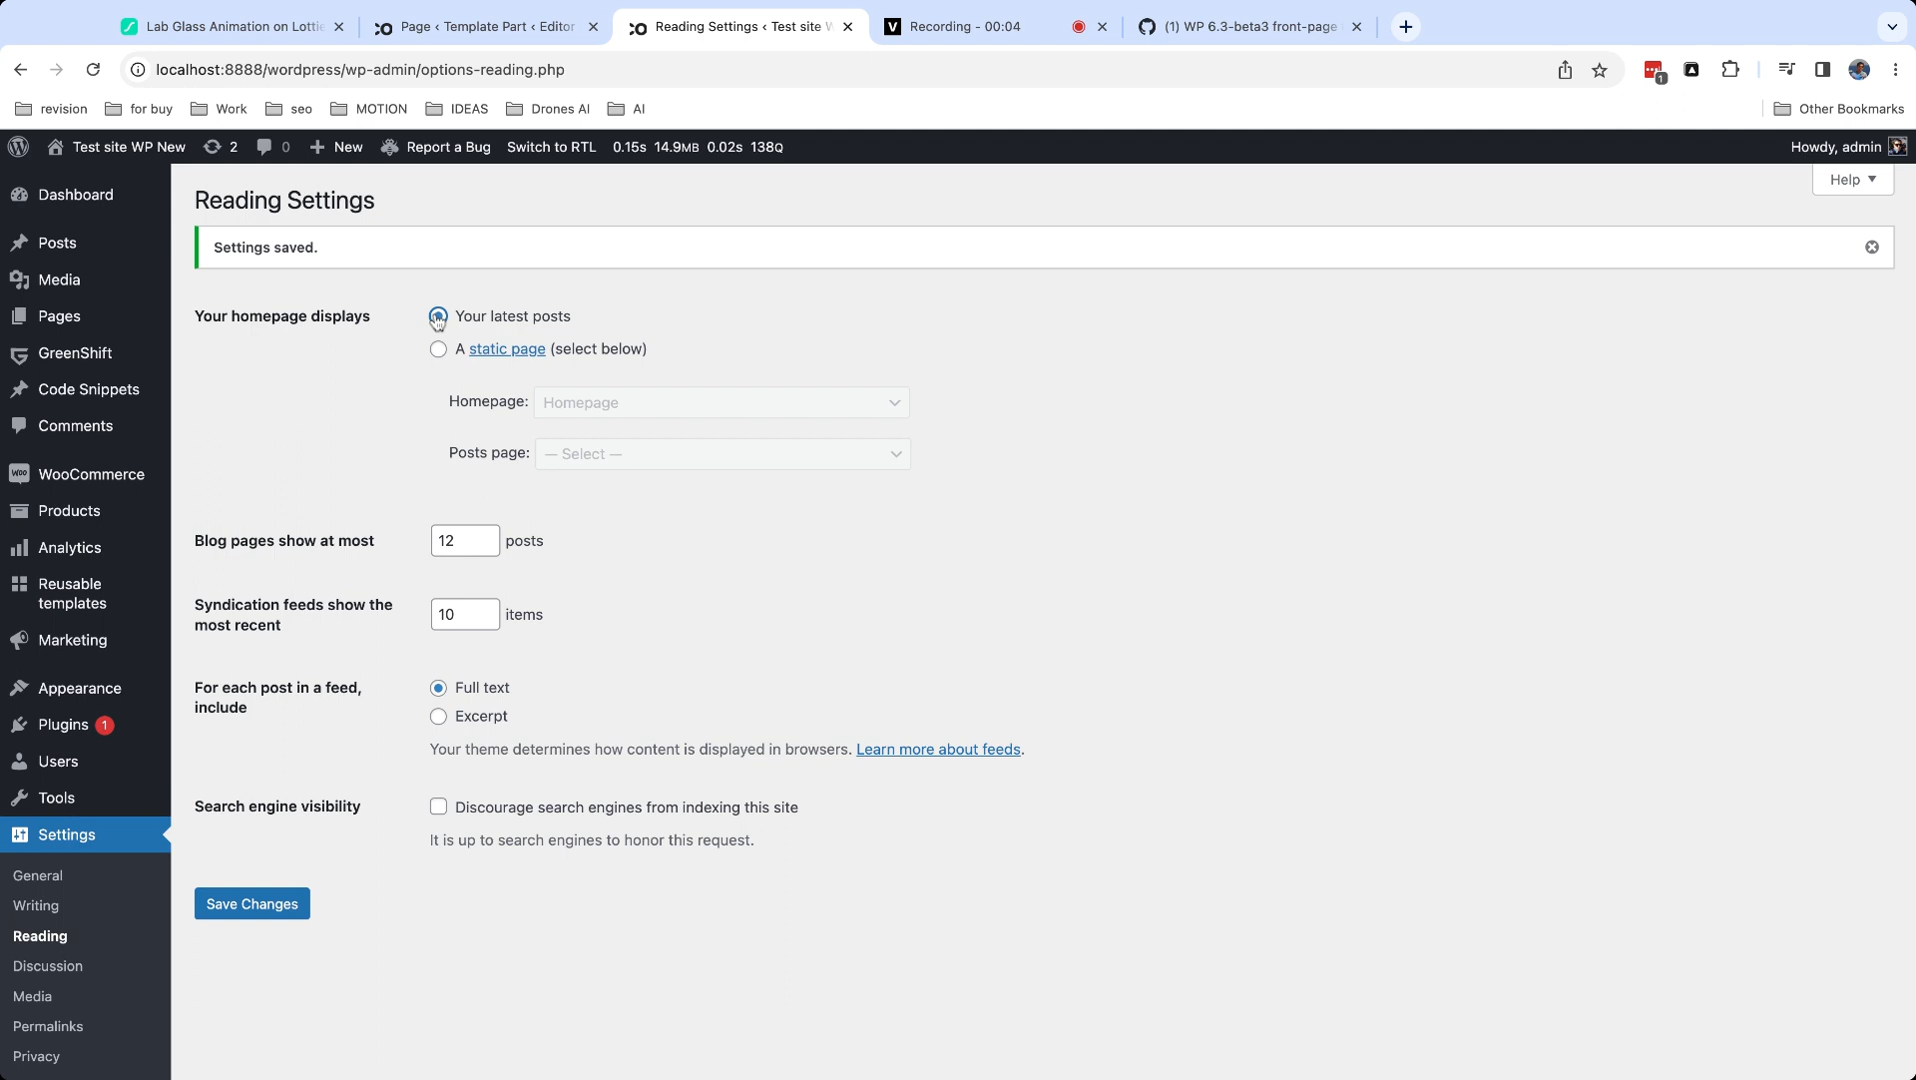 Lab Glass Animation on Lottie
Page ‹ Template Part ‹ Editor
Reading Settings ‹ Test site W
V Recording - 00:04
(1) WP 6.3-beta3 front-page
localhost:8888/wordpress/wp-admin/options-reading.php
1
revision
for buy
Work
seo
MOTION
IDEAS
Drones AI
AI
Other Bookmarks
Test site WP New
2
0
New
Report a Bug
Switch to RTL
0.15s 14.9MB 0.02s 138Q
Howdy, admin
Dashboard
Posts
Media
Pages
GreenShift
Code Snippets
Comments
WooCommerce
Products
Analytics
Reusable
templates
Marketing
Appearance
Plugins 1
Users
Tools
Settings
General
Writing
Reading
Discussion
Media
Permalinks
Privacy
Help
Reading Settings
Settings saved.
Your homepage displays
Your latest posts
A static page (select below)
Homepage: Homepage
Posts page: — Select —
Blog pages show at most
12 posts
Syndication feeds show the
most recent
10 items
For each post in a feed,
include
Full text
Excerpt
Your theme determines how content is displayed in browsers. Learn more about feeds.
Search engine visibility
Discourage search engines from indexing this site
It is up to search engines to honor this request.
Save Changes